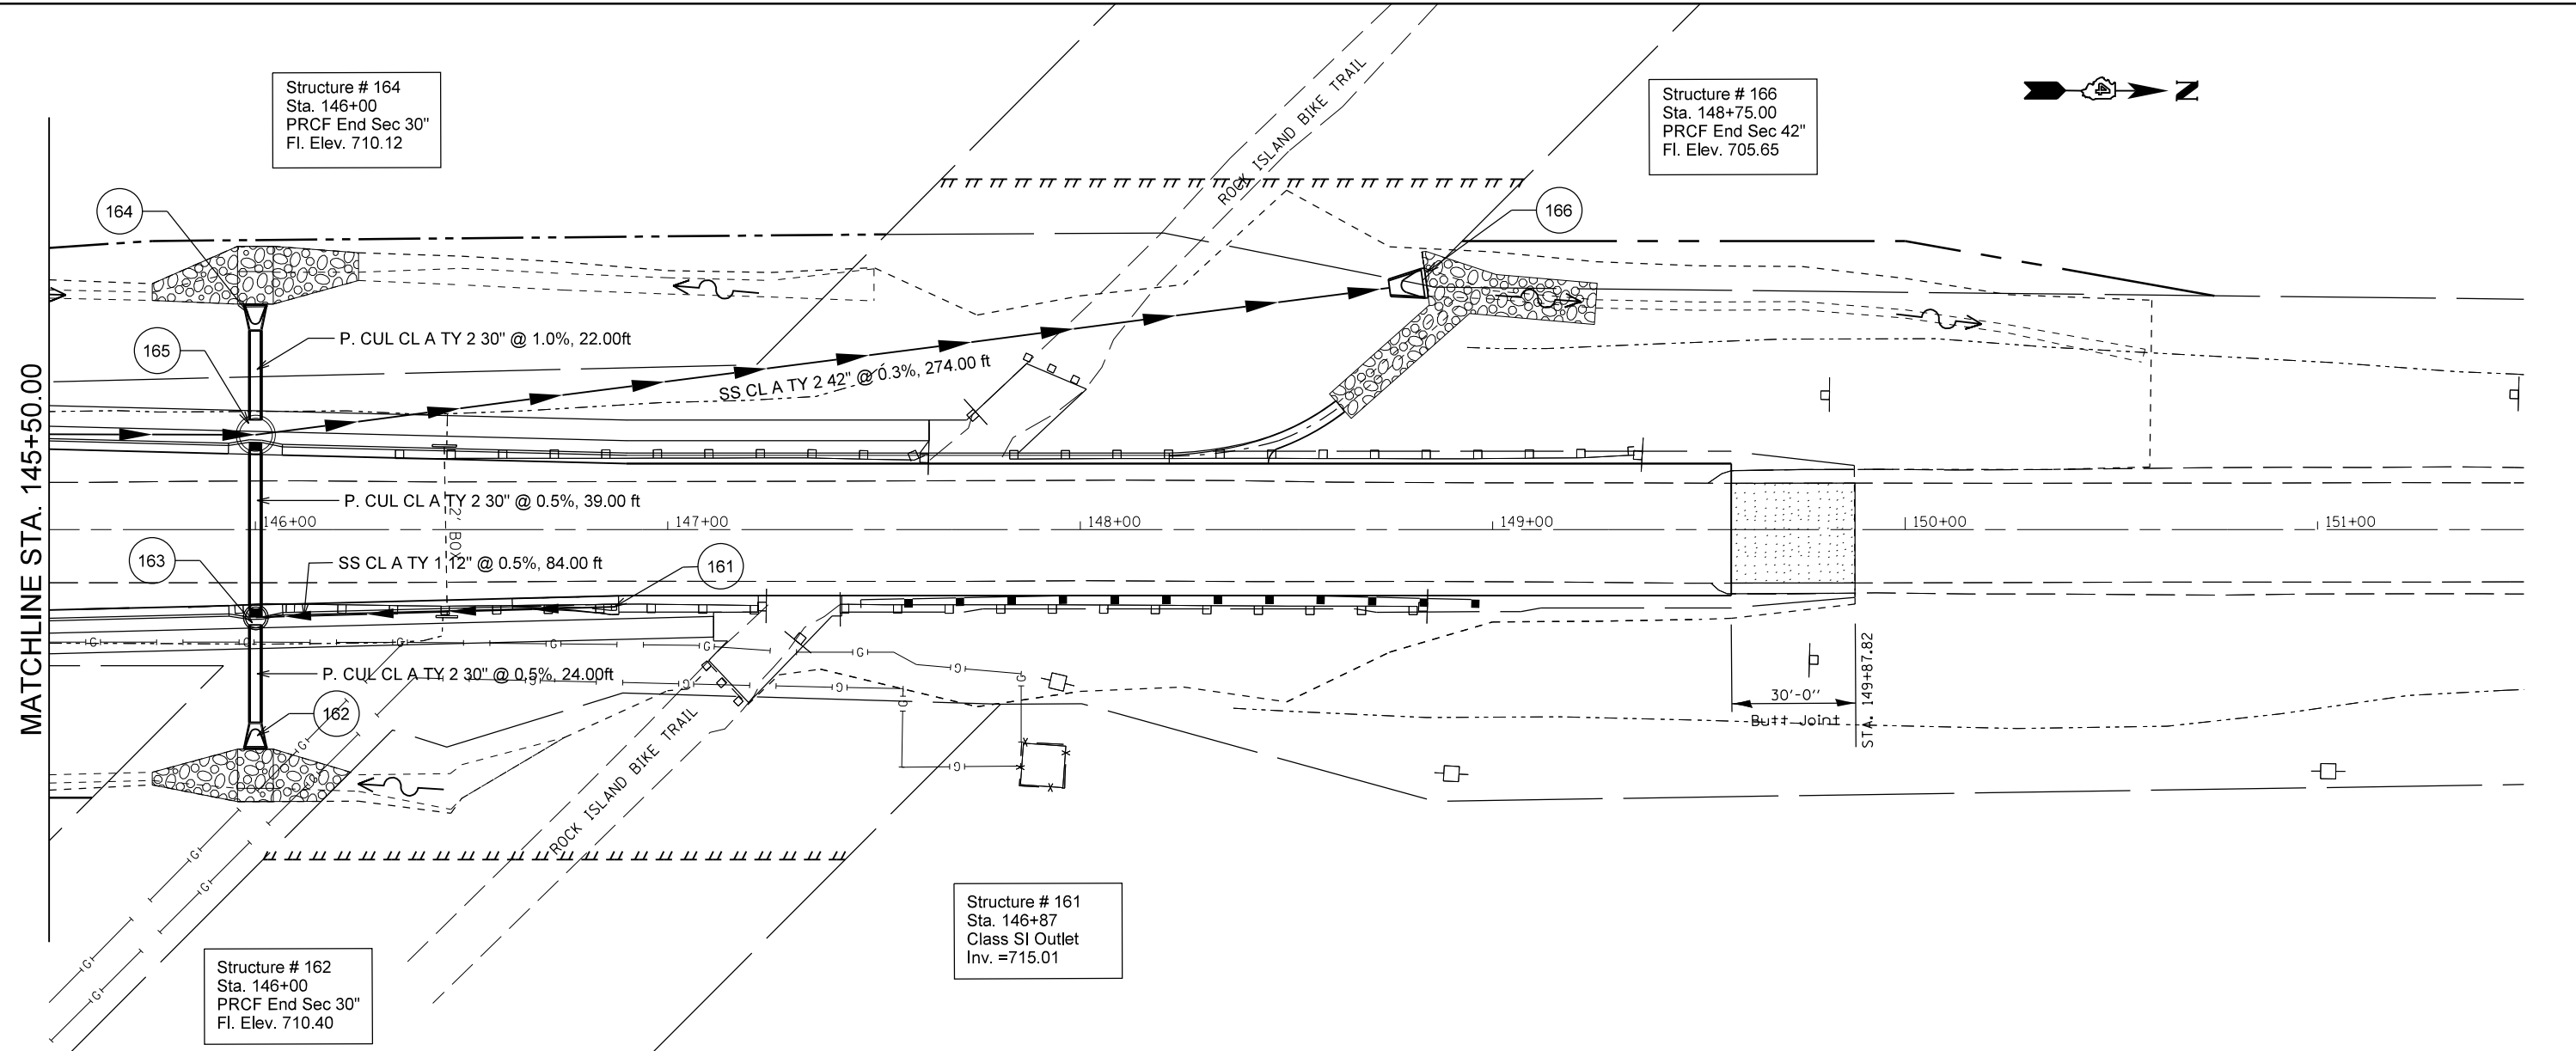 Structure # 164
Sta. 146+00
PRCF End Sec 30"
Fl. Elev. 710.12
Structure # 166
Sta. 148+75.00
PRCF End Sec 42"
Fl. Elev. 705.65
N
ROCK ISLAND BIKE TRAIL
164
166
165
P. CUL CL A TY 2 30" @ 1.0%, 22.00ft
SS CL A TY 2 42" @ 0.3%, 274.00 ft
MATCHLINE STA. 145+50.00
P. CUL CL A TY 2 30" @ 0.5%, 39.00 ft
2' BOX
146+00
147+00
148+00
149+00
150+00
151+00
163
SS CL A TY 1 12" @ 0.5%, 84.00 ft
161
G
G
G
G
G
G
P. CUL CL A TY 2 30" @ 0.5%, 24.00ft
G
G
G
G
G
G
162
30'-0"
Butt Joint
STA. 149+87.82
ROCK ISLAND BIKE TRAIL
G
G
G
G
G
G
G
Structure # 161
Sta. 146+87
Class SI Outlet
Inv. =715.01
Structure # 162
Sta. 146+00
PRCF End Sec 30"
Fl. Elev. 710.40